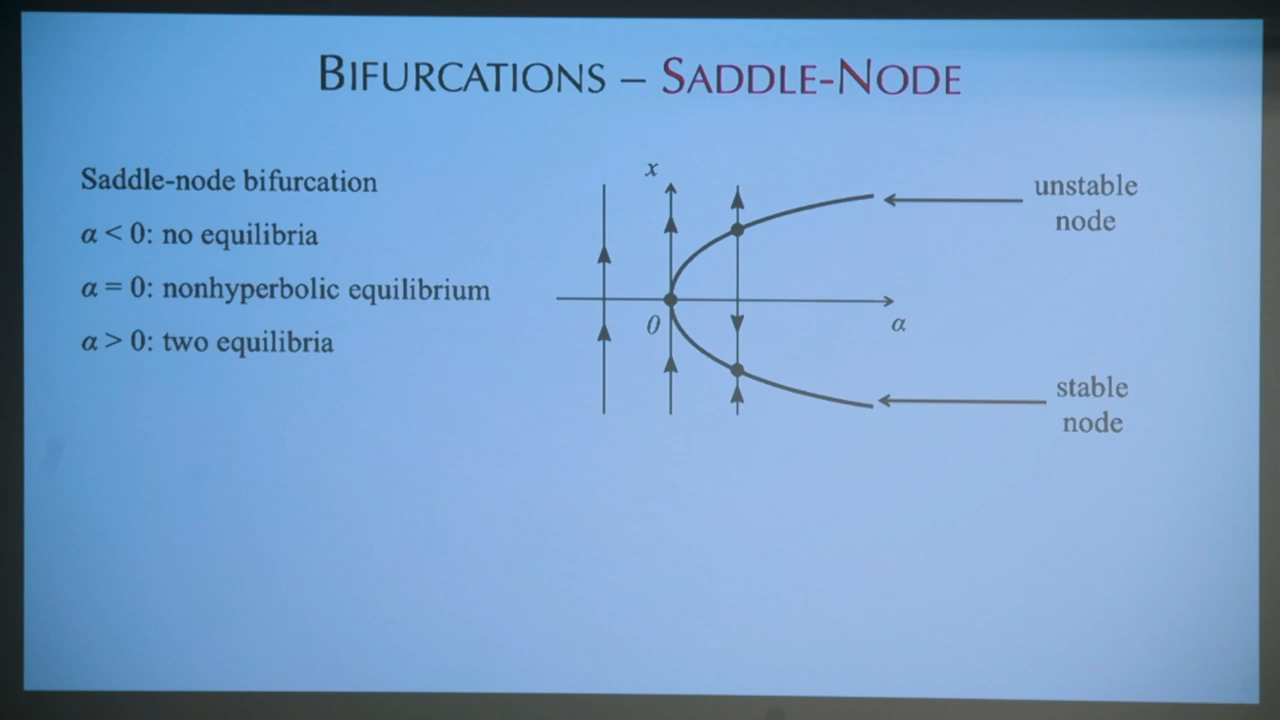 BIFURCATIONS – SADDLE-NODE
Saddle-node bifurcation
α < 0: no equilibria
α = 0: nonhyperbolic equilibrium
α > 0: two equilibria
x
0
α
unstable
node
stable
node